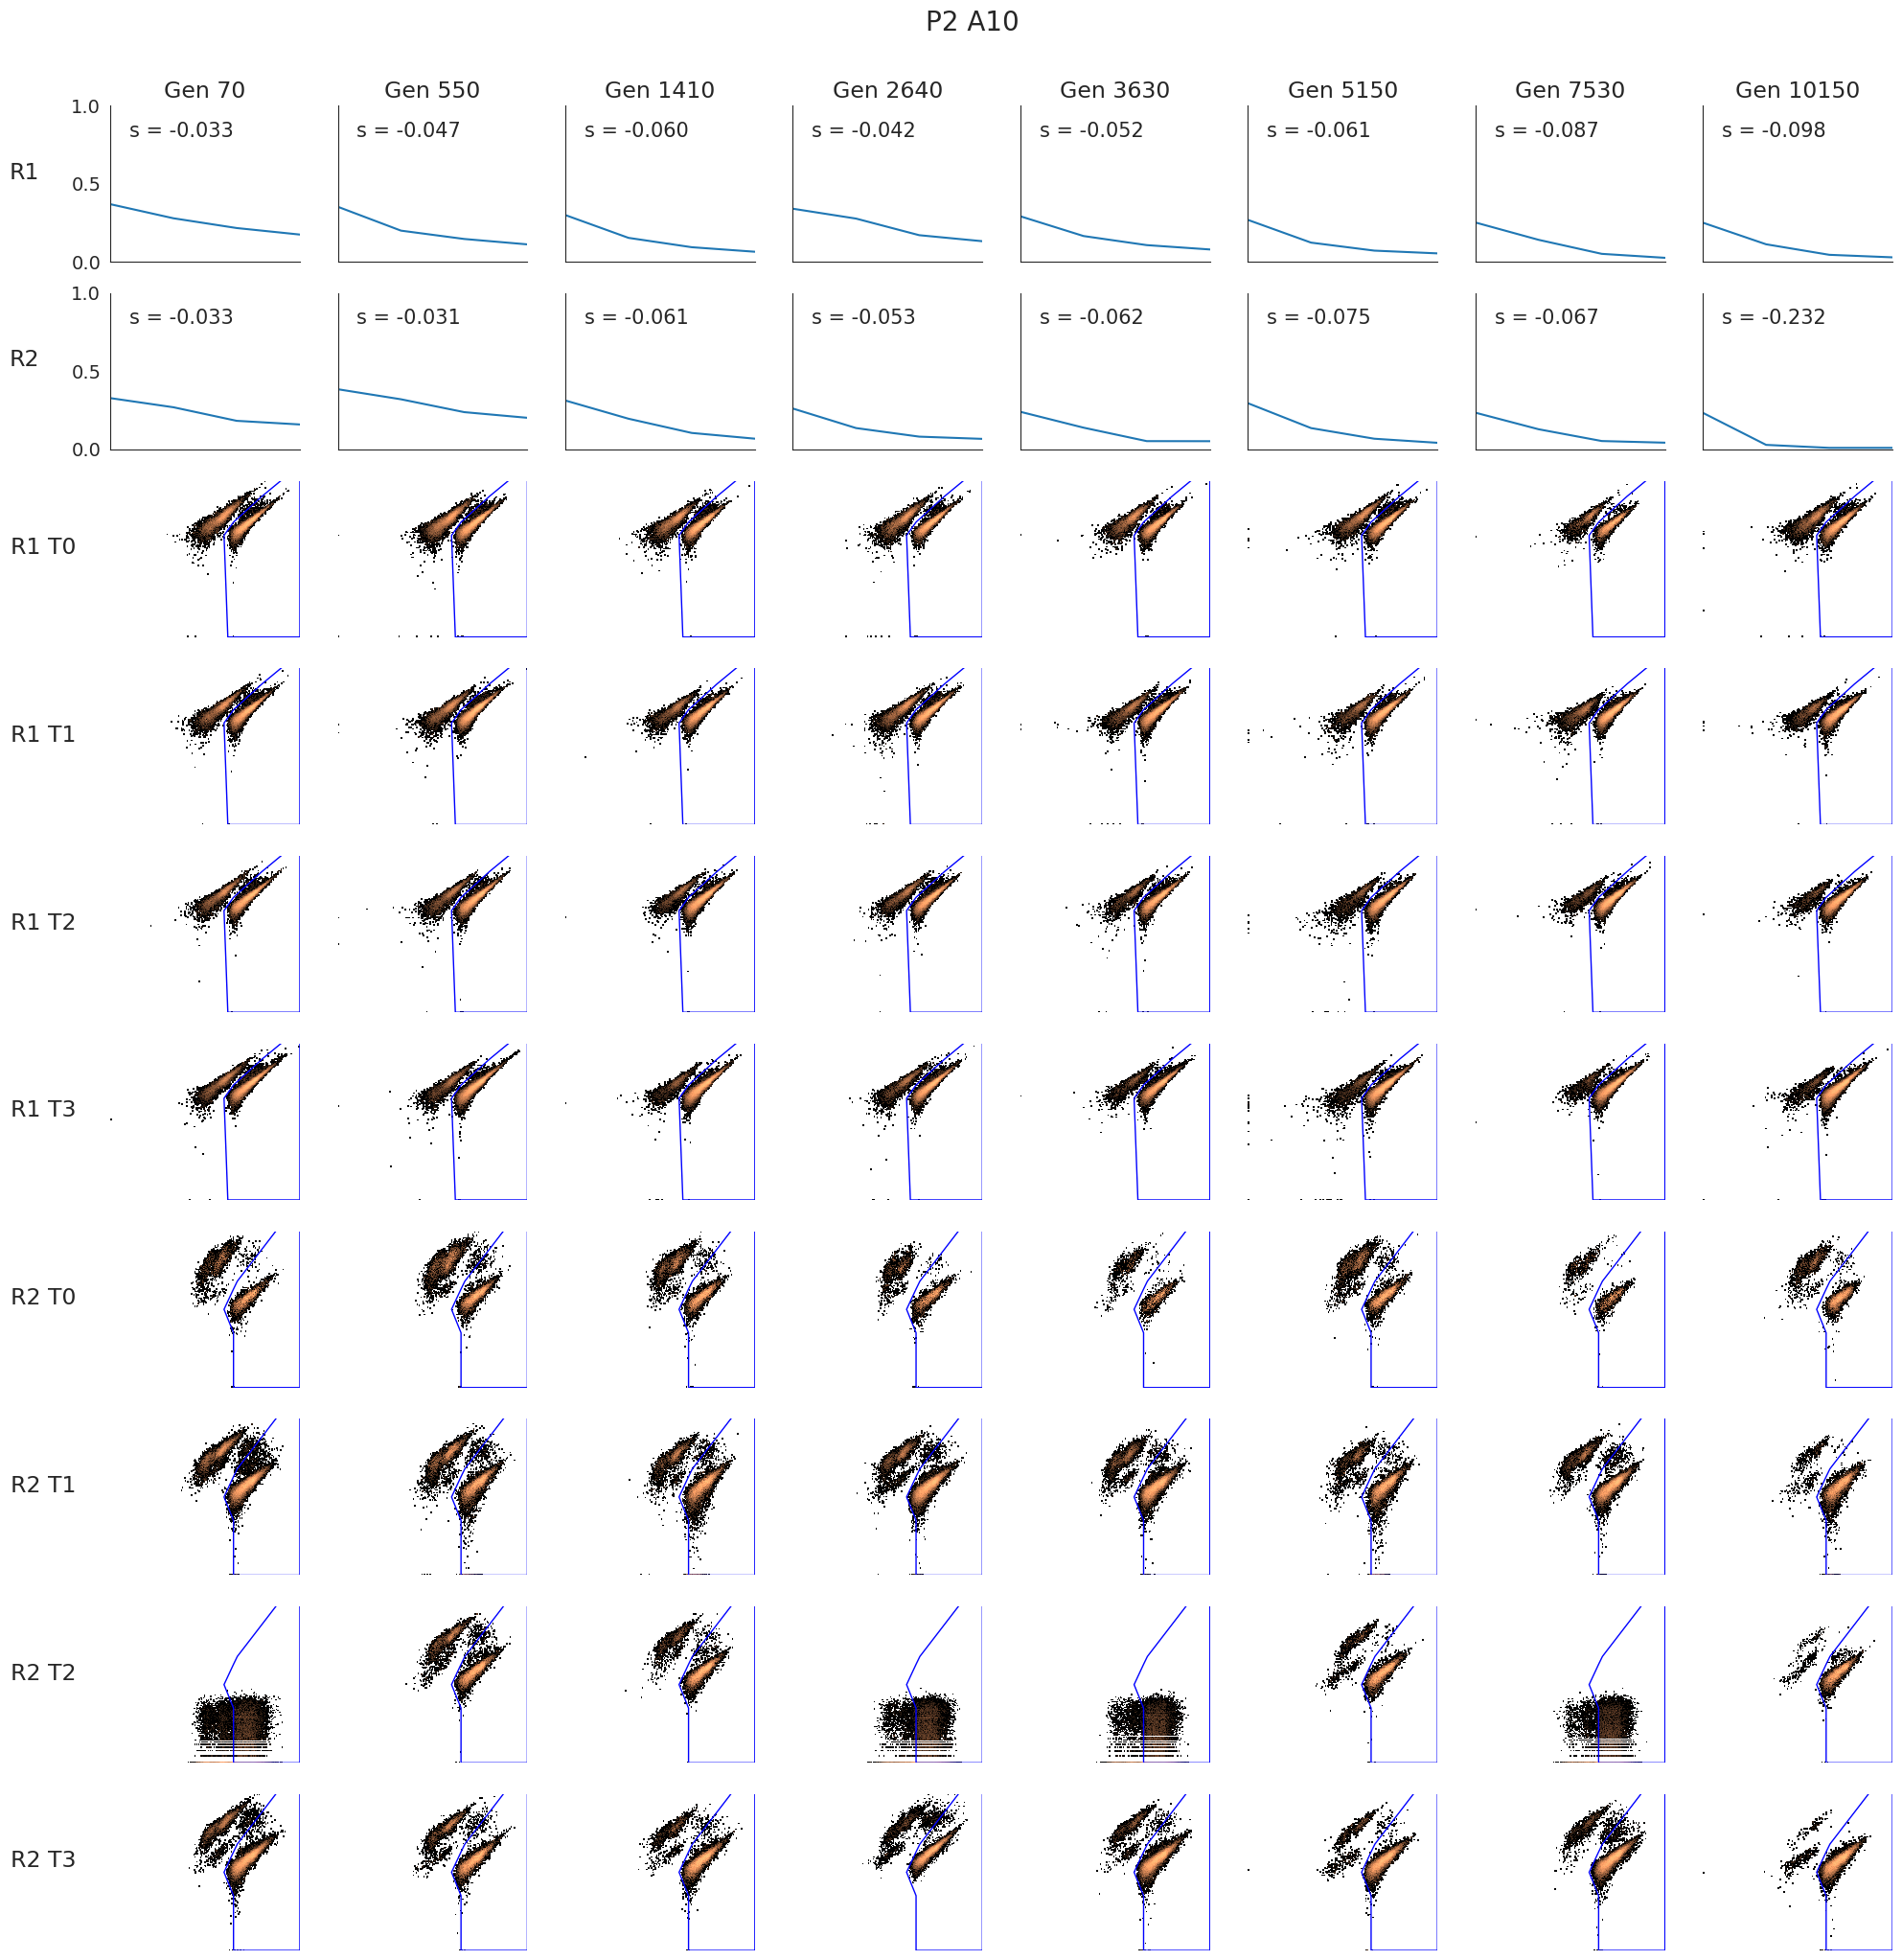 P2 A10
Gen 70 Gen 550 Gen 1410 Gen 2640 Gen 3630 Gen 5150 Gen 7530 Gen 10150
1.0
s = -0.033 s = -0.047 s = -0.060 s = -0.042 s = -0.052 s = -0.061 s = -0.087 s = -0.098
R1
0.5
0.0
1.0
s = -0.033 s = -0.031 s = -0.061 s = -0.053 s = -0.062 s = -0.075 s = -0.067 s = -0.232
R2
0.5
0.0
R1 T0
R1 T1
R1 T2
R1 T3
R2 T0
R2 T1
R2 T2
R2 T3